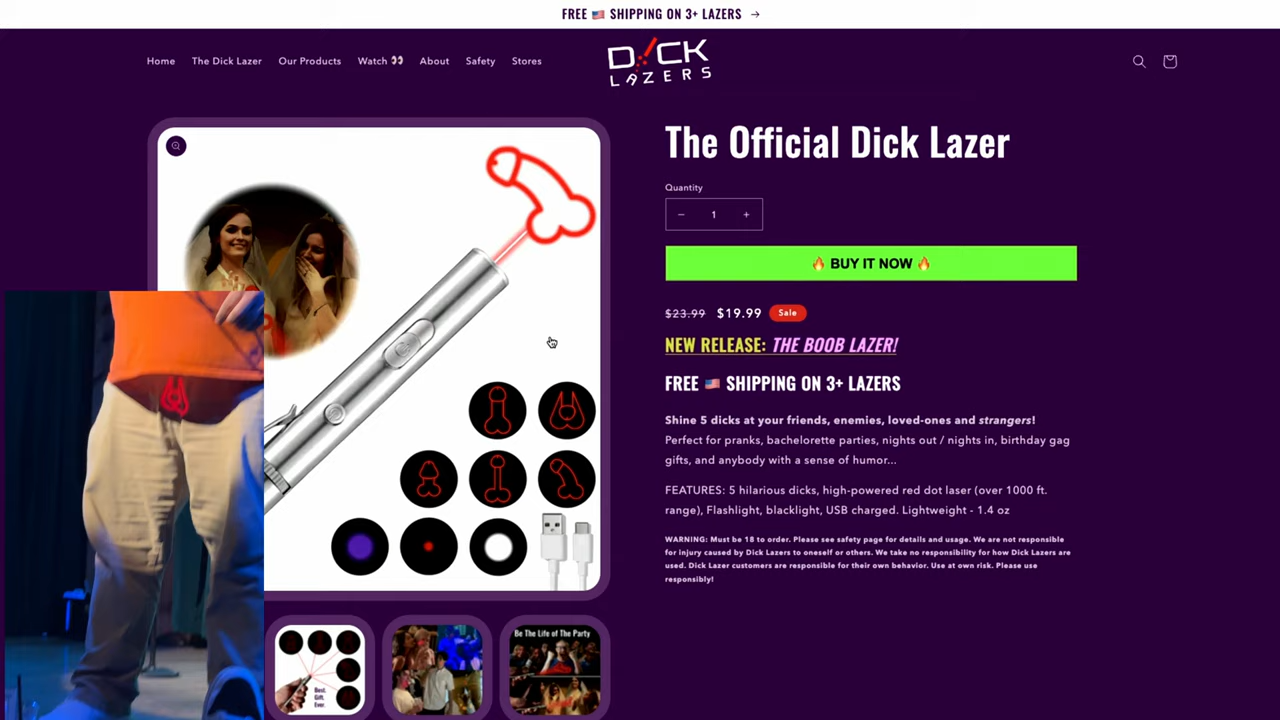 FREE 🇺🇸 SHIPPING ON 3+ LAZERS →
Home The Dick Lazer Our Products Watch 👀 About Safety Stores
D!CK
LAZERS
The Official Dick Lazer
Quantity
− 1 +
🔥 BUY IT NOW 🔥
$23.99 $19.99 Sale
NEW RELEASE: THE BOOB LAZER!
FREE 🇺🇸 SHIPPING ON 3+ LAZERS
Shine 5 dicks at your friends, enemies, loved-ones and strangers!
Perfect for pranks, bachelorette parties, nights out / nights in, birthday gag
gifts, and anybody with a sense of humor...
FEATURES: 5 hilarious dicks, high-powered red dot laser (over 1000 ft.
range), Flashlight, blacklight, USB charged. Lightweight - 1.4 oz
WARNING: Must be 18 to order. Please see safety page for details and usage. We are not responsible
for injury caused by Dick Lazers to oneself or others. We take no responsibility for how Dick Lazers are
used. Dick Lazer customers are responsible for their own behavior. Use at own risk. Please use
responsibly!
Best.
Gift.
Ever.
Be The Life of The Party